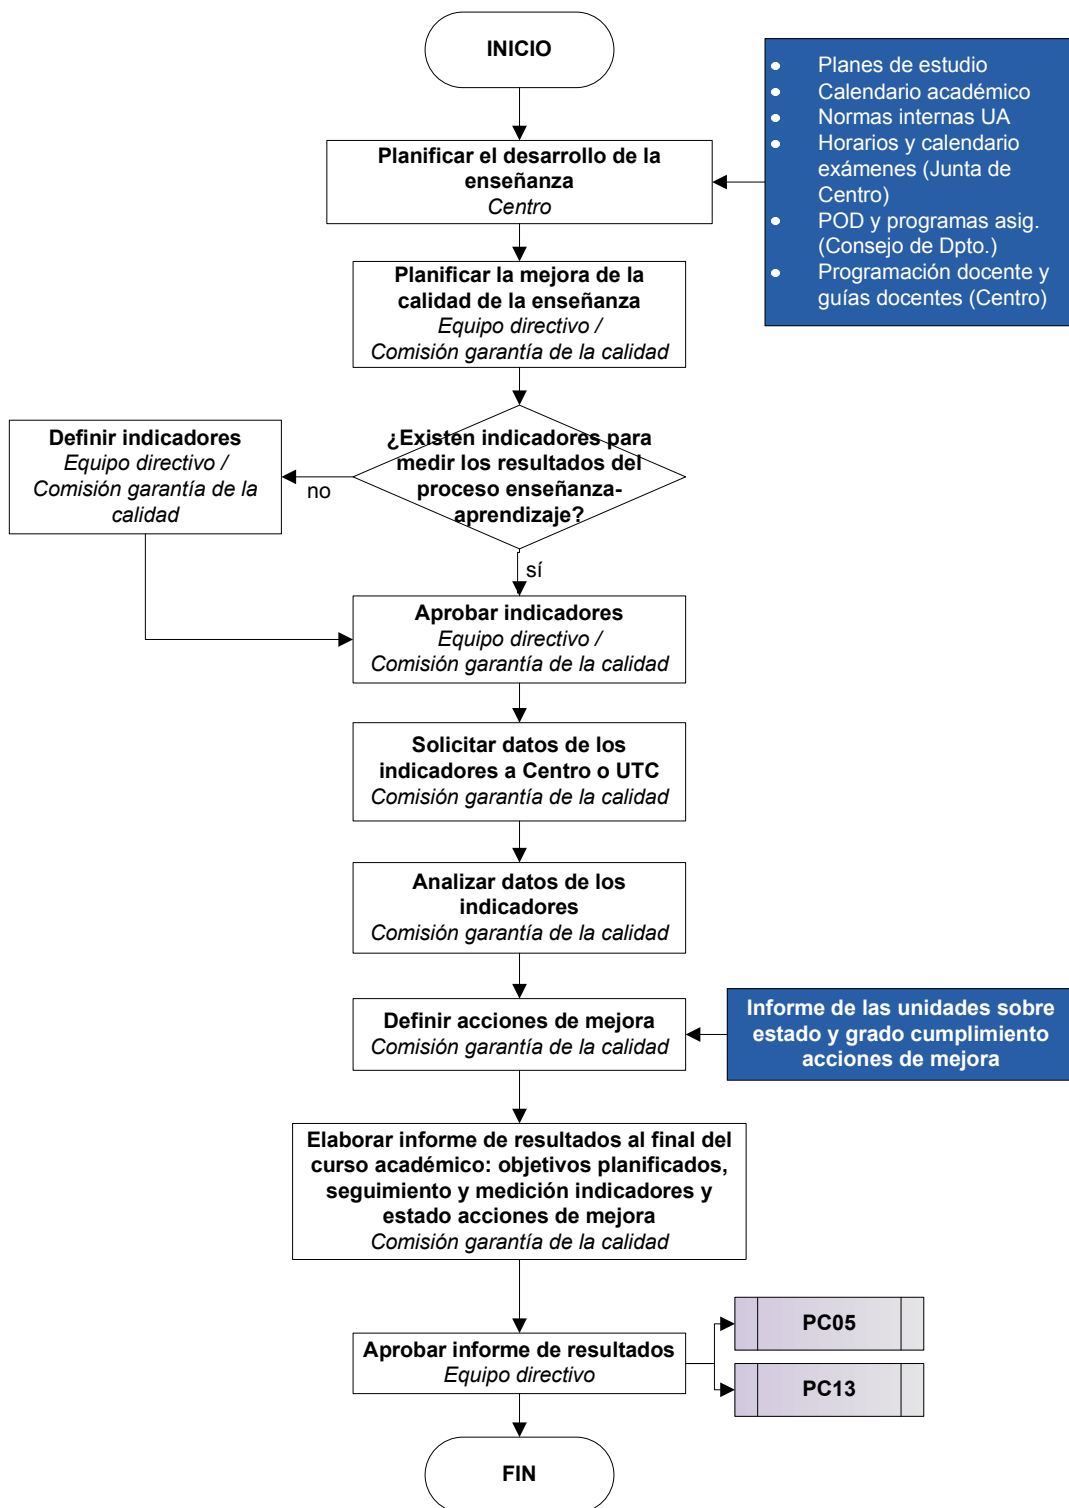 INICIO
• Planes de estudio
• Calendario académico
• Normas internas UA
• Horarios y calendario
exámenes (Junta de
Centro)
• POD y programas asig.
(Consejo de Dpto.)
• Programación docente y
guías docentes (Centro)
Planificar el desarrollo de la
enseñanza
Centro
Planificar la mejora de la
calidad de la enseñanza
Equipo directivo /
Comisión garantía de la calidad
¿Existen indicadores para
medir los resultados del
proceso enseñanza-
aprendizaje?
no
Definir indicadores
Equipo directivo /
Comisión garantía de la
calidad
sí
Aprobar indicadores
Equipo directivo /
Comisión garantía de la calidad
Solicitar datos de los
indicadores a Centro o UTC
Comisión garantía de la calidad
Analizar datos de los
indicadores
Comisión garantía de la calidad
Definir acciones de mejora
Comisión garantía de la calidad
Informe de las unidades sobre
estado y grado cumplimiento
acciones de mejora
Elaborar informe de resultados al final del
curso académico: objetivos planificados,
seguimiento y medición indicadores y
estado acciones de mejora
Comisión garantía de la calidad
Aprobar informe de resultados
Equipo directivo
PC05
PC13
FIN